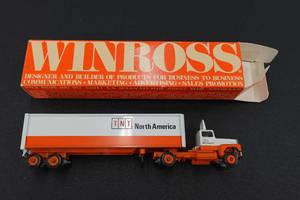 WINROSS
DESIGNER AND BUILDER OF PRODUCTS FOR BUSINESS TO BUSINESS
COMMUNICATIONS • MARKETING • ADVERTISING • SALES PROMOTION
TNT North America